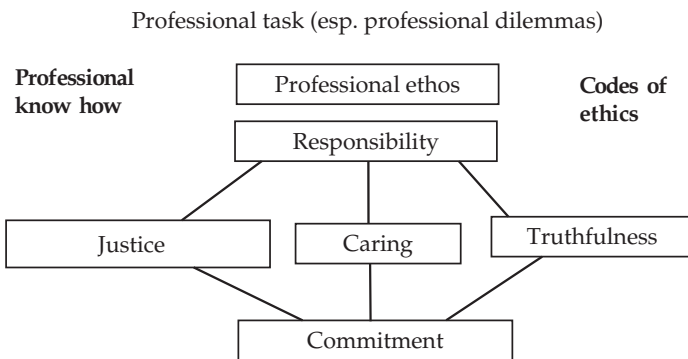 Professional task (esp. professional dilemmas)
Professional
know how
Professional ethos
Codes of
ethics
Responsibility
Justice
Caring
Truthfulness
Commitment